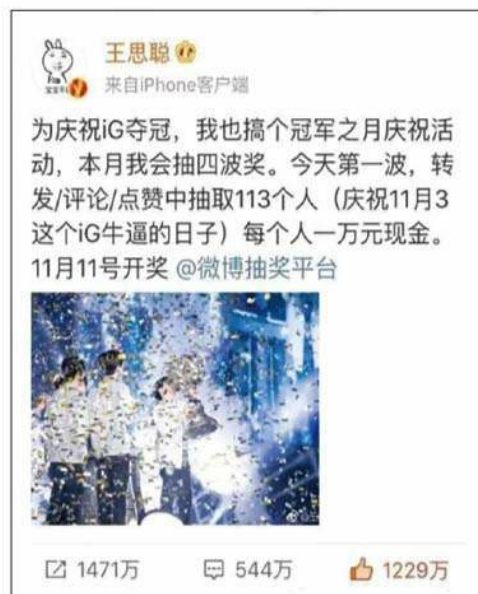 王思聪
来自iPhone客户端
为庆祝iG夺冠，我也搞个冠军之月庆祝活
动，本月我会抽四波奖。今天第一波，转
发/评论/点赞中抽取113个人（庆祝11月3
这个iG牛逼的日子）每个人一万元现金。
11月11号开奖 @微博抽奖平台
1471万
544万
1229万